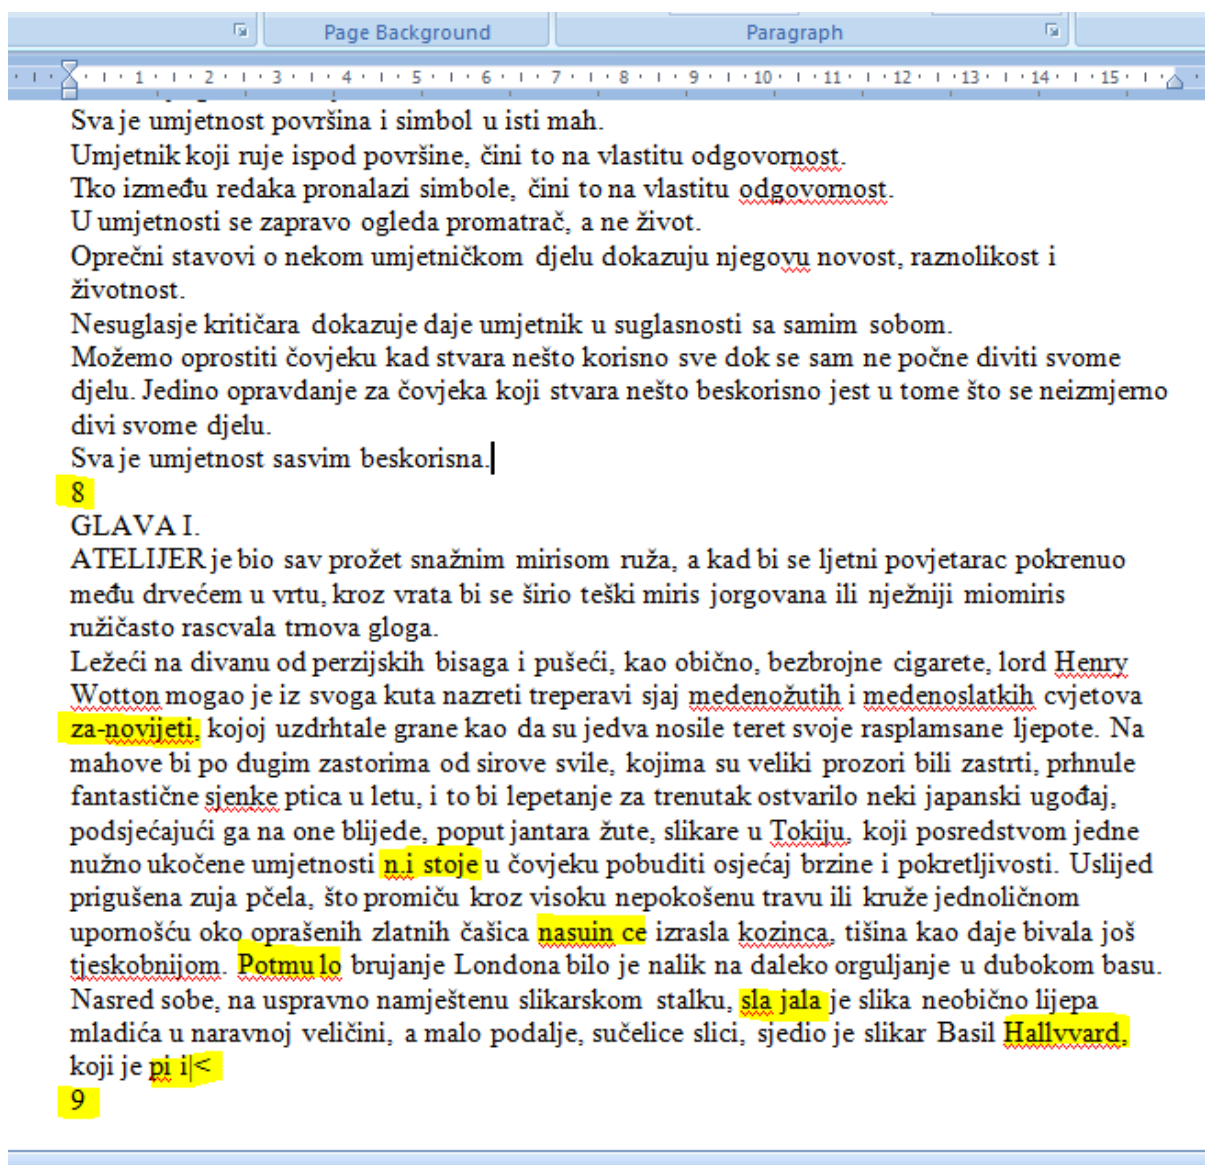 Page Background Paragraph
1 2 3 4 5 6 7 8 9 10 11 12 13 14 15
Sva je umjetnost površina i simbol u isti mah.
Umjetnik koji ruje ispod površine, čini to na vlastitu odgovornost.
Tko između redaka pronalazi simbole, čini to na vlastitu odgovornost.
U umjetnosti se zapravo ogleda promatrač, a ne život.
Oprečni stavovi o nekom umjetničkom djelu dokazuju njegovu novost, raznolikost i
životnost.
Nesuglasje kritičara dokazuje daje umjetnik u suglasnosti sa samim sobom.
Možemo oprostiti čovjeku kad stvara nešto korisno sve dok se sam ne počne diviti svome
djelu. Jedino opravdanje za čovjeka koji stvara nešto beskorisno jest u tome što se neizmjerno
divi svome djelu.
Sva je umjetnost sasvim beskorisna.
8
GLAVA I.
ATELIJER je bio sav prožet snažnim mirisom ruža, a kad bi se ljetni povjetarac pokrenuo
među drvećem u vrtu, kroz vrata bi se širio teški miris jorgovana ili nježniji miomiris
ružičasto rascvala trnova gloga.
Ležeći na divanu od perzijskih bisaga i pušeći, kao obično, bezbrojne cigarete, lord Henry
Wotton mogao je iz svoga kuta nazreti treperavi sjaj medenožutih i medenoslatkih cvjetova
za-novijeti, kojoj uzdrhtale grane kao da su jedva nosile teret svoje rasplamsane ljepote. Na
mahove bi po dugim zastorima od sirove svile, kojima su veliki prozori bili zastrti, prhnule
fantastične sjenke ptica u letu, i to bi lepetanje za trenutak ostvarilo neki japanski ugođaj,
podsjećajući ga na one blijede, poput jantara žute, slikare u Tokiju, koji posredstvom jedne
nužno ukočene umjetnosti n.i stoje u čovjeku pobuditi osjećaj brzine i pokretljivosti. Uslijed
prigušena zuja pčela, što promiču kroz visoku nepokošenu travu ili kruže jednoličnom
upornošću oko oprašenih zlatnih čašica nasuin ce izrasla kozinca, tišina kao daje bivala još
tjeskobnijom. Potmu lo brujanje Londona bilo je nalik na daleko orguljanje u dubokom basu.
Nasred sobe, na uspravno namještenu slikarskom stalku, sla jala je slika neobično lijepa
mladića u naravnoj veličini, a malo podalje, sučelice slici, sjedio je slikar Basil Hallvvard,
koji je pi i|<
9